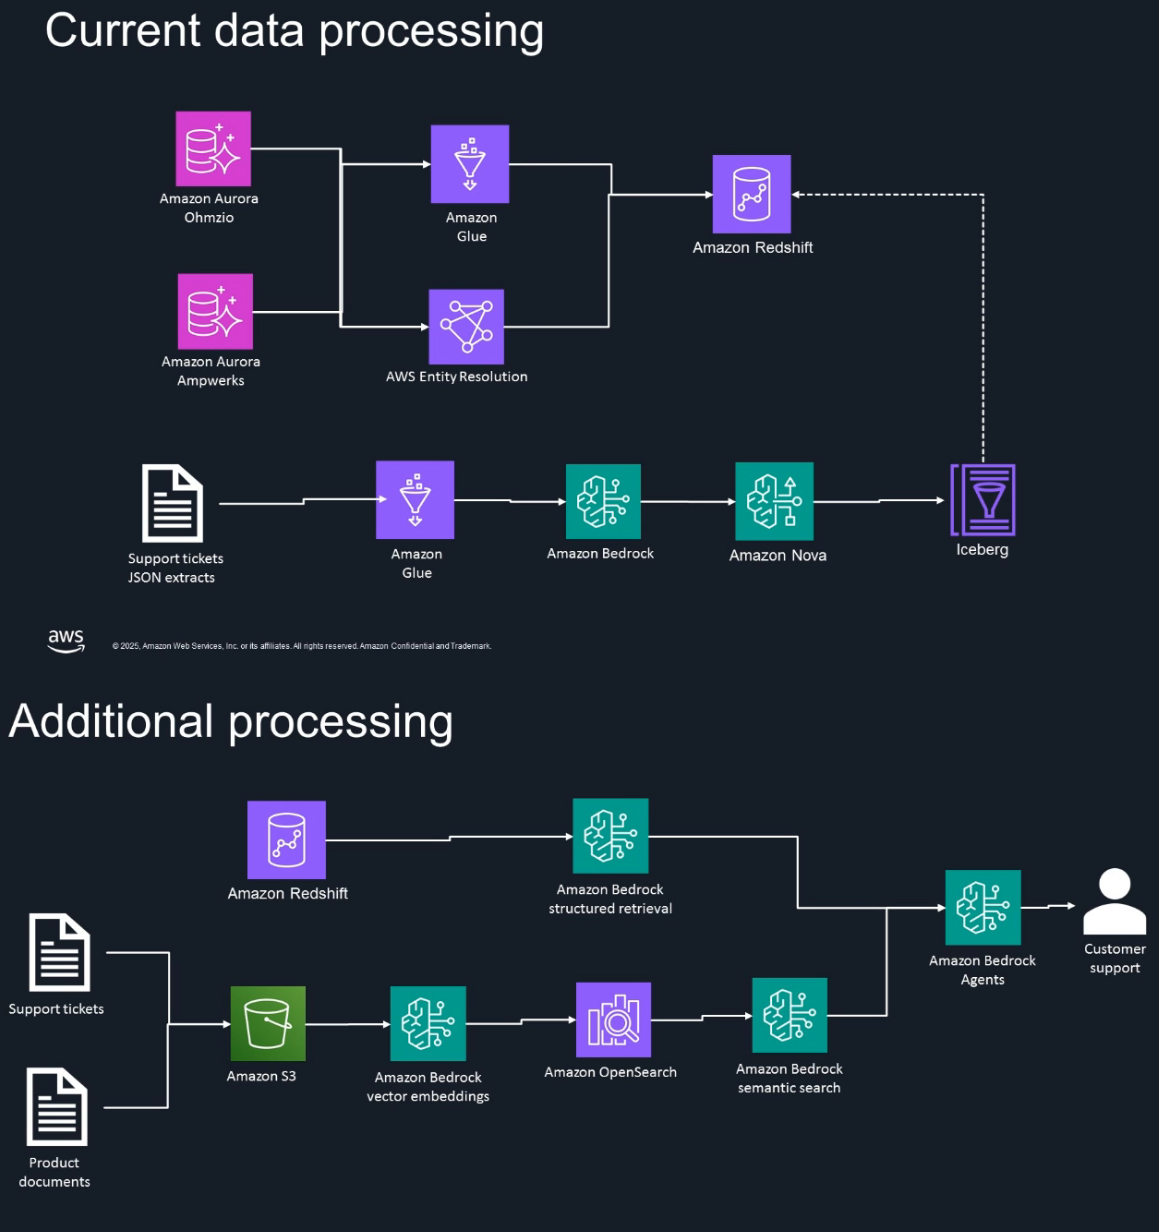 Current data processing
Amazon Aurora
Ohmzio
Amazon
Glue
Amazon Redshift
Amazon Aurora
Ampwerks
AWS Entity Resolution
Support tickets
JSON extracts
Amazon
Glue
Amazon Bedrock
Amazon Nova
Iceberg
aws
© 2025, Amazon Web Services, Inc. or its affiliates. All rights reserved. Amazon Confidential and Trademark.
Additional processing
Amazon Redshift
Amazon Bedrock
structured retrieval
Support tickets
Amazon S3
Amazon Bedrock
vector embeddings
Amazon OpenSearch
Amazon Bedrock
semantic search
Amazon Bedrock
Agents
Customer
support
Product
documents